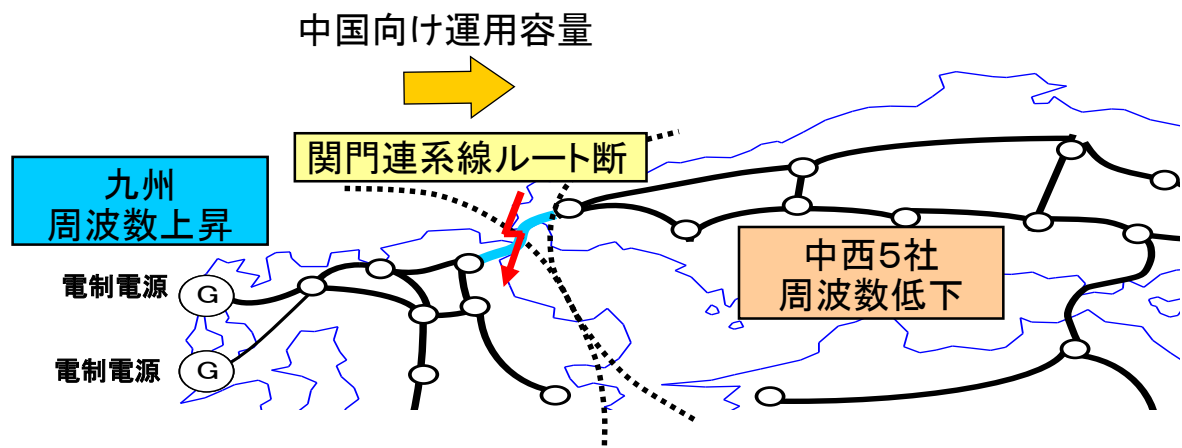 中国向け運用容量
関門連系線ルート断
九州
周波数上昇
中西5社
周波数低下
電制電源
G
電制電源
G